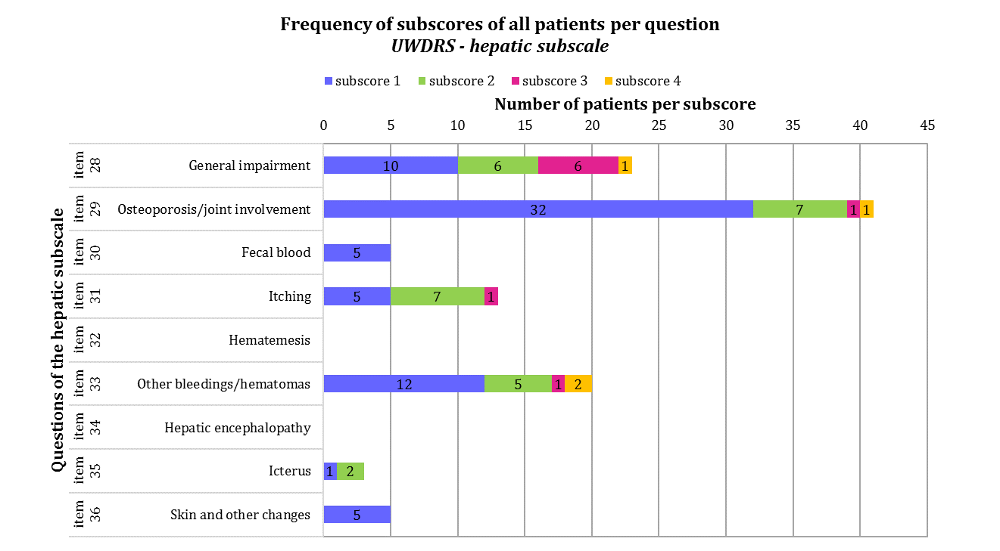 Frequency of subscores of all patients per question
UWDRS - hepatic subscale
subscore 1 subscore 2 subscore 3 subscore 4
Number of patients per subscore
0 5 10 15 20 25 30 35 40 45
Questions of the hepatic subscale
item 28 General impairment 10 6 6 1
item 29 Osteoporosis/joint involvement 32 7 1 1
item 30 Fecal blood 5
item 31 Itching 5 7 1
item 32 Hematemesis
item 33 Other bleedings/hematomas 12 5 1 2
item 34 Hepatic encephalopathy
item 35 Icterus 1 2
item 36 Skin and other changes 5